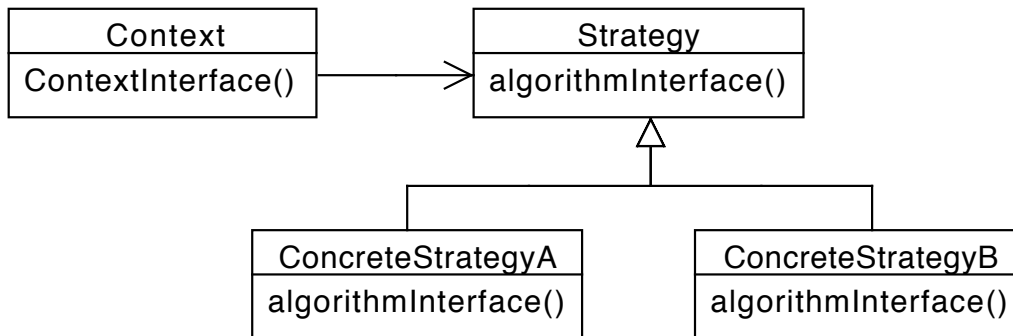 Context
ContextInterface()
Strategy
algorithmInterface()
ConcreteStrategyA
algorithmInterface()
ConcreteStrategyB
algorithmInterface()